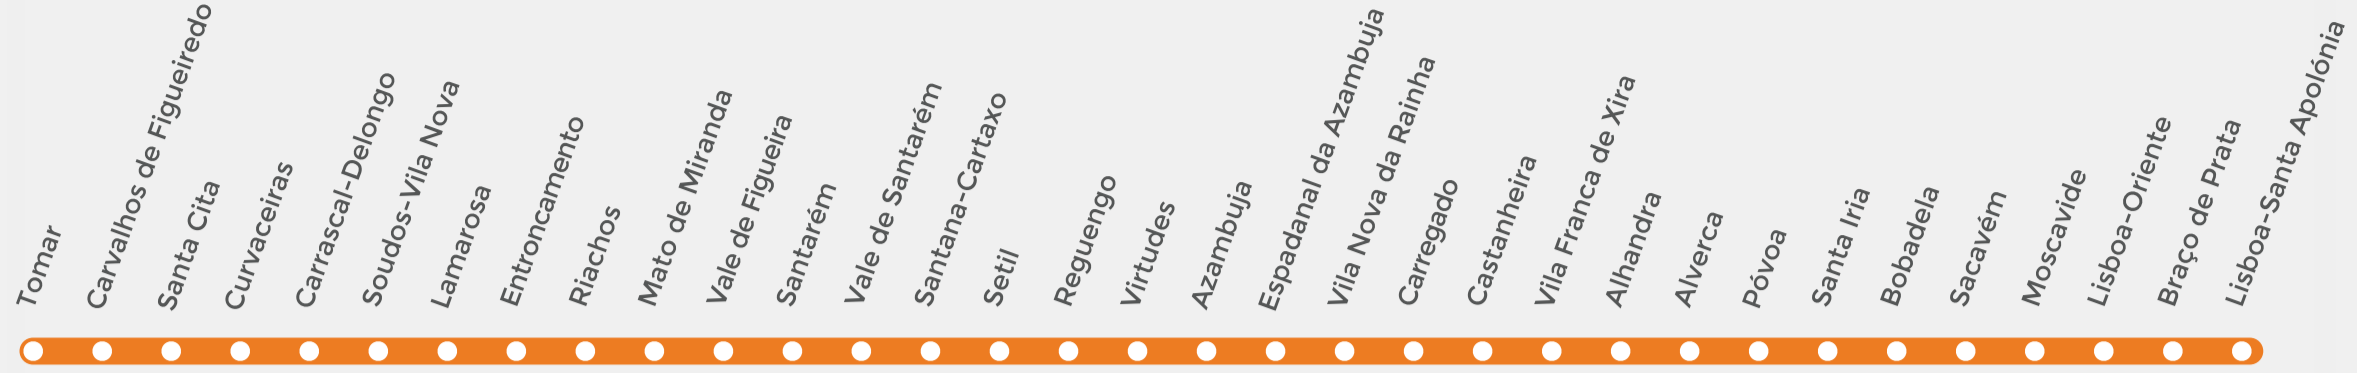 Tomar
Carvalhos de Figueiredo
Santa Cita
Curvaceiras
Carrascal-Delongo
Soudos-Vila Nova
Lamarosa
Entroncamento
Riachos
Mato de Miranda
Vale de Figueira
Santarém
Vale de Santarém
Santana-Cartaxo
Setil
Reguengo
Virtudes
Azambuja
Espadanal da Azambuja
Vila Nova da Rainha
Carregado
Castanheira
Vila Franca de Xira
Alhandra
Alverca
Póvoa
Santa Iria
Bobadela
Sacavém
Moscavide
Lisboa-Oriente
Braço de Prata
Lisboa-Santa Apolónia